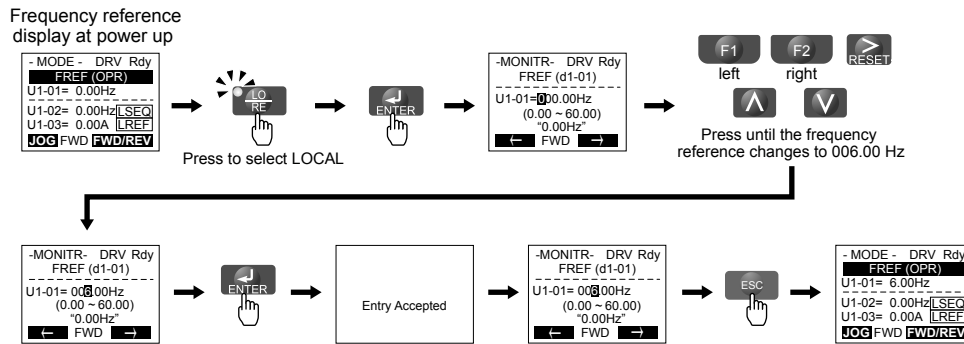 Frequency reference
display at power up
- MODE - DRV Rdy
FREF (OPR)
U1-01= 0.00Hz
U1-02= 0.00Hz LSEQ
U1-03= 0.00A LREF
JOG FWD FWD/REV
LO
RE
Press to select LOCAL
ENTER
-MONITR- DRV Rdy
FREF (d1-01)
U1-01=000.00Hz
(0.00 ~ 60.00)
“0.00Hz”
← FWD →
F1
F2
> RESET
left
right
Λ V
Press until the frequency
reference changes to 006.00 Hz
-MONITR- DRV Rdy
FREF (d1-01)
U1-01= 006.00Hz
(0.00 ~ 60.00)
“0.00Hz”
← FWD →
ENTER
Entry Accepted
-MONITR- DRV Rdy
FREF (d1-01)
U1-01= 006.00Hz
(0.00 ~ 60.00)
“0.00Hz”
← FWD →
ESC
- MODE - DRV Rdy
FREF (OPR)
U1-01= 6.00Hz
U1-02= 0.00Hz LSEQ
U1-03= 0.00A LREF
JOG FWD FWD/REV